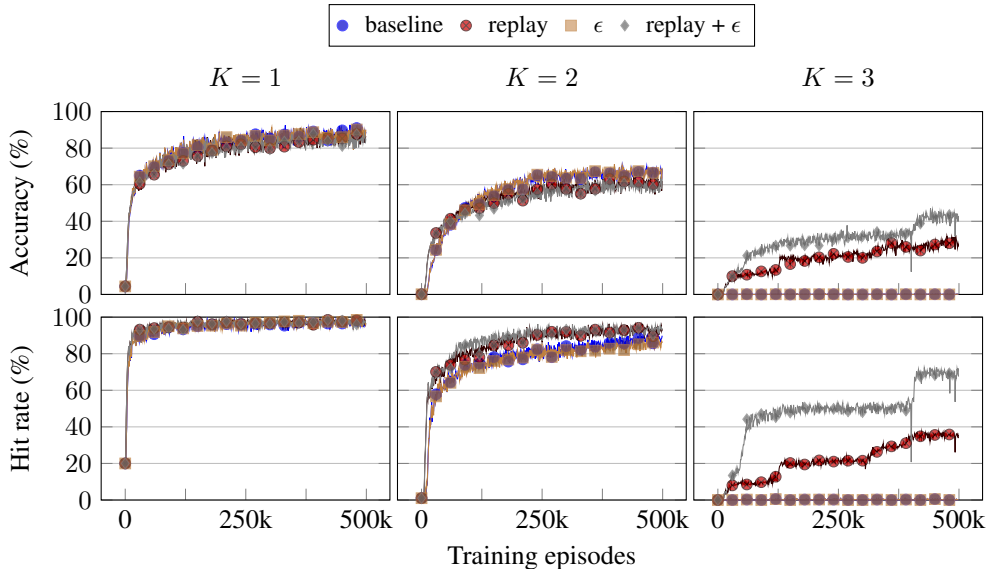 baseline replay ϵ replay + ϵ
K = 1 K = 2 K = 3
Accuracy (%)
100
80
60
40
20
0
Hit rate (%)
100
80
60
40
20
0
0 250k 500k 0 250k 500k 0 250k 500k
Training episodes